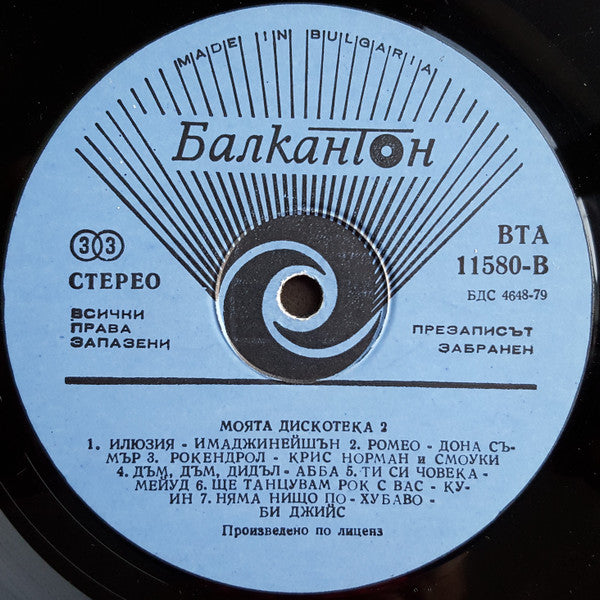 MADE IN BULGARIA
Балкантон
33
СТЕРЕО
ВТА
11580-В
БДС 4648-79
ВСИЧКИ
ПРАВА
ЗАПАЗЕНИ
ПРЕЗАПИСЪТ
ЗАБРАНЕН
МОЯТА ДИСКОТЕКА 2
1. ИЛЮЗИЯ - ИМАДЖИНЕЙШЪН 2. РОМЕО - ДОНА СЪ-
МЪР 3. РОКЕНДРОЛ - КРИС НОРМАН и СМОУКИ
4. ДЪМ, ДЪМ, ДИДЪЛ - АББА 5. ТИ СИ ЧОВЕКА -
МЕЙУД 6. ЩЕ ТАНЦУВАМ РОК С ВАС - КУ-
ИН 7. НЯМА НИЩО ПО - ХУБАВО -
БИ ДЖИЙС
Произведено по лиценз